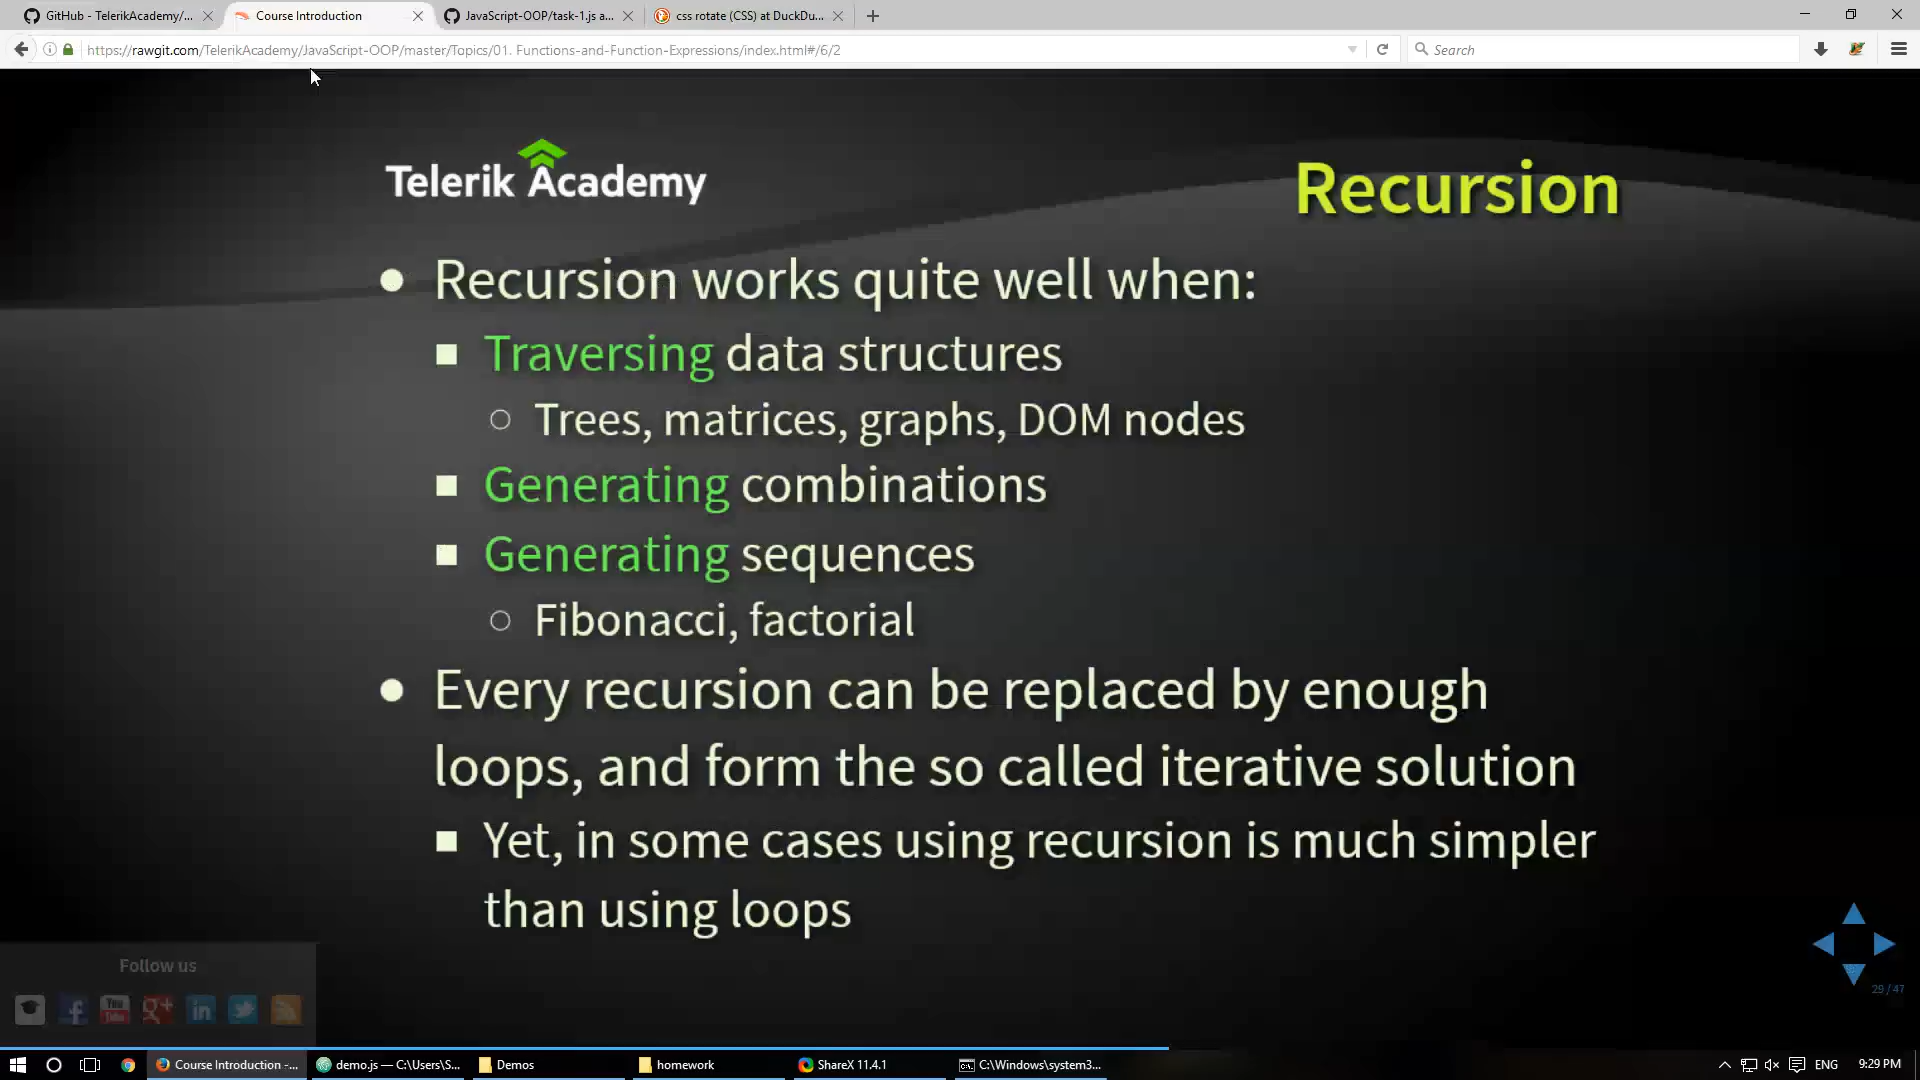 GitHub - TelerikAcademy/...
Course Introduction
JavaScript-OOP/task-1.js a...
css rotate (CSS) at DuckDu...
https://rawgit.com/TelerikAcademy/JavaScript-OOP/master/Topics/01. Functions-and-Function-Expressions/index.html#/6/2
Search
Telerik Academy
Recursion
Recursion works quite well when:
Traversing data structures
Trees, matrices, graphs, DOM nodes
Generating combinations
Generating sequences
Fibonacci, factorial
Every recursion can be replaced by enough
loops, and form the so called iterative solution
Yet, in some cases using recursion is much simpler
than using loops
Follow us
You
Tube
g+
in
29 / 47
Course Introduction -...
demo.js — C:\Users\S...
Demos
homework
ShareX 11.4.1
C:\Windows\system3...
ENG
9:29 PM